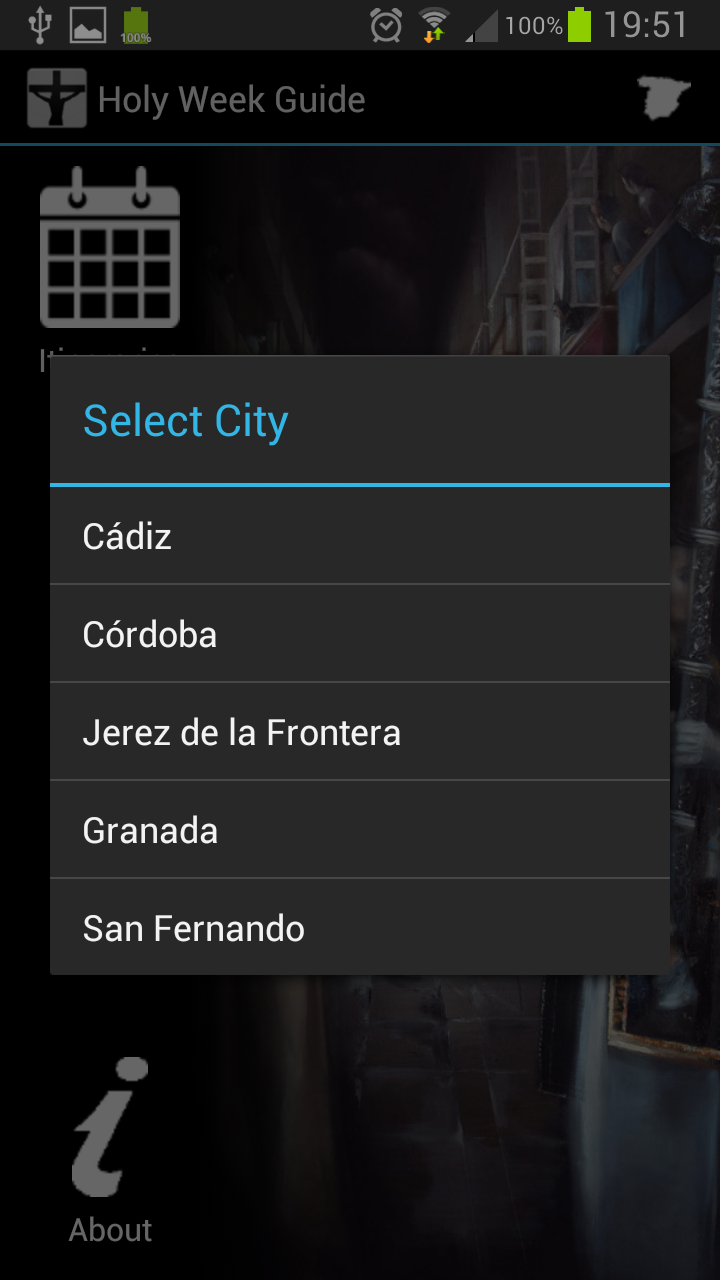 100%
100%
19:51
Holy Week Guide
Select City
Cádiz
Córdoba
Jerez de la Frontera
Granada
San Fernando
About